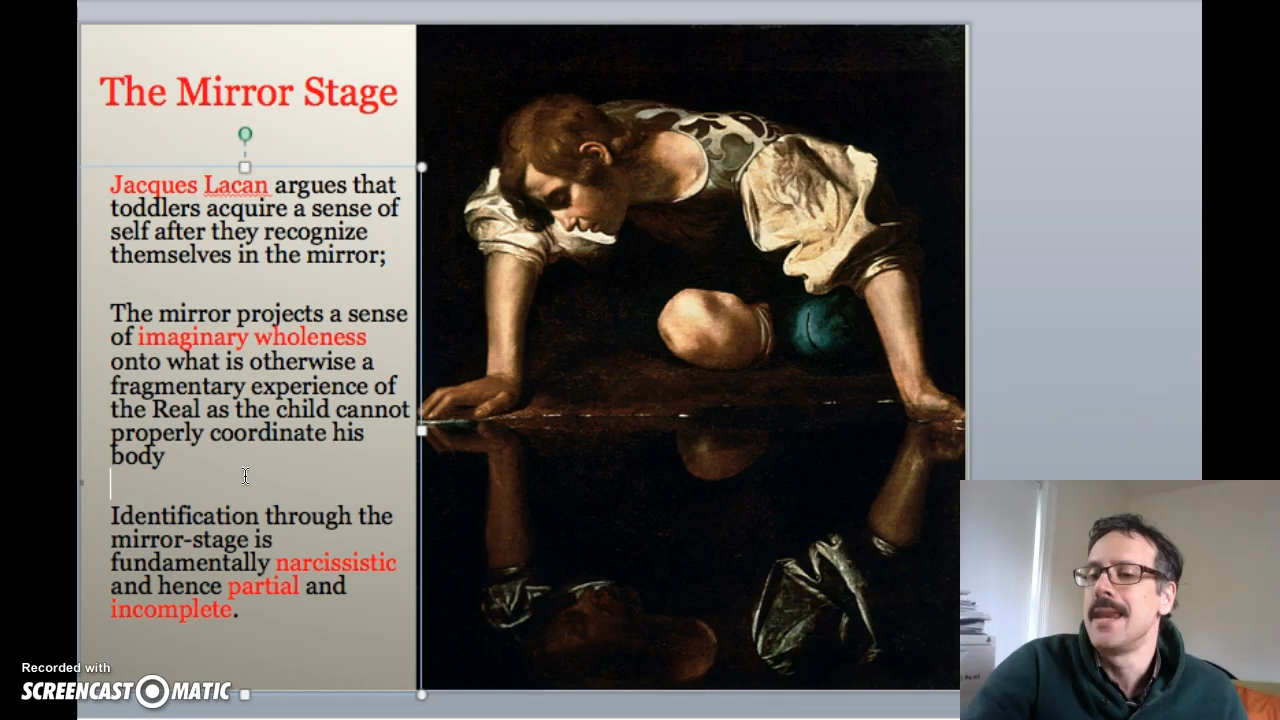 The Mirror Stage
Jacques Lacan argues that
toddlers acquire a sense of
self after they recognize
themselves in the mirror;
The mirror projects a sense
of imaginary wholeness
onto what is otherwise a
fragmentary experience of
the Real as the child cannot
properly coordinate his
body
Identification through the
mirror-stage is
fundamentally narcissistic
and hence partial and
incomplete.
Recorded with
SCREENCAST MATIC